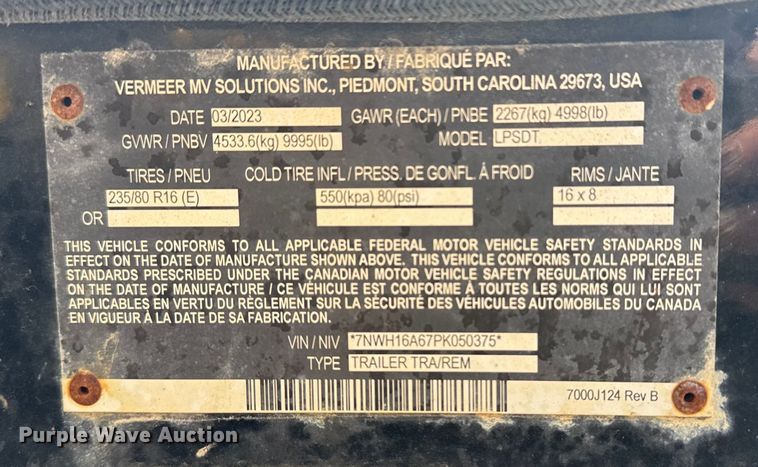 MANUFACTURED BY / FABRIQUÉ PAR:
VERMEER MV SOLUTIONS INC., PIEDMONT, SOUTH CAROLINA 29673, USA
DATE 03/2023 GAWR (EACH) / PNBE 2267(kg) 4998(lb)
GVWR / PNBV 4533.6(kg) 9995(lb) MODEL LPSDT
TIRES / PNEU COLD TIRE INFL / PRESS. DE GONFL. À FROID RIMS / JANTE
235/80 R16 (E) 550(kpa) 80(psi) 16 x 8
OR
THIS VEHICLE CONFORMS TO ALL APPLICABLE FEDERAL MOTOR VEHICLE SAFETY STANDARDS IN
EFFECT ON THE DATE OF MANUFACTURE SHOWN ABOVE. THIS VEHICLE CONFORMS TO ALL APPLICABLE
STANDARDS PRESCRIBED UNDER THE CANADIAN MOTOR VEHICLE SAFETY REGULATIONS IN EFFECT
ON THE DATE OF MANUFACTURE / CE VÉHICULE EST CONFORME À TOUTES LES NORMS QUI LUI SONT
APPLICABLES EN VERTU DU RÈGLEMENT SUR LA SÉCURITÉ DES VÉHICULES AUTOMOBILES DU CANADA
EN VIGUEUR À LA DATE DE SA FABRICATION.
VIN / NIV *7NWH16A67PK050375*
TYPE TRAILER TRA/REM
7000J124 Rev B
Purple Wave Auction